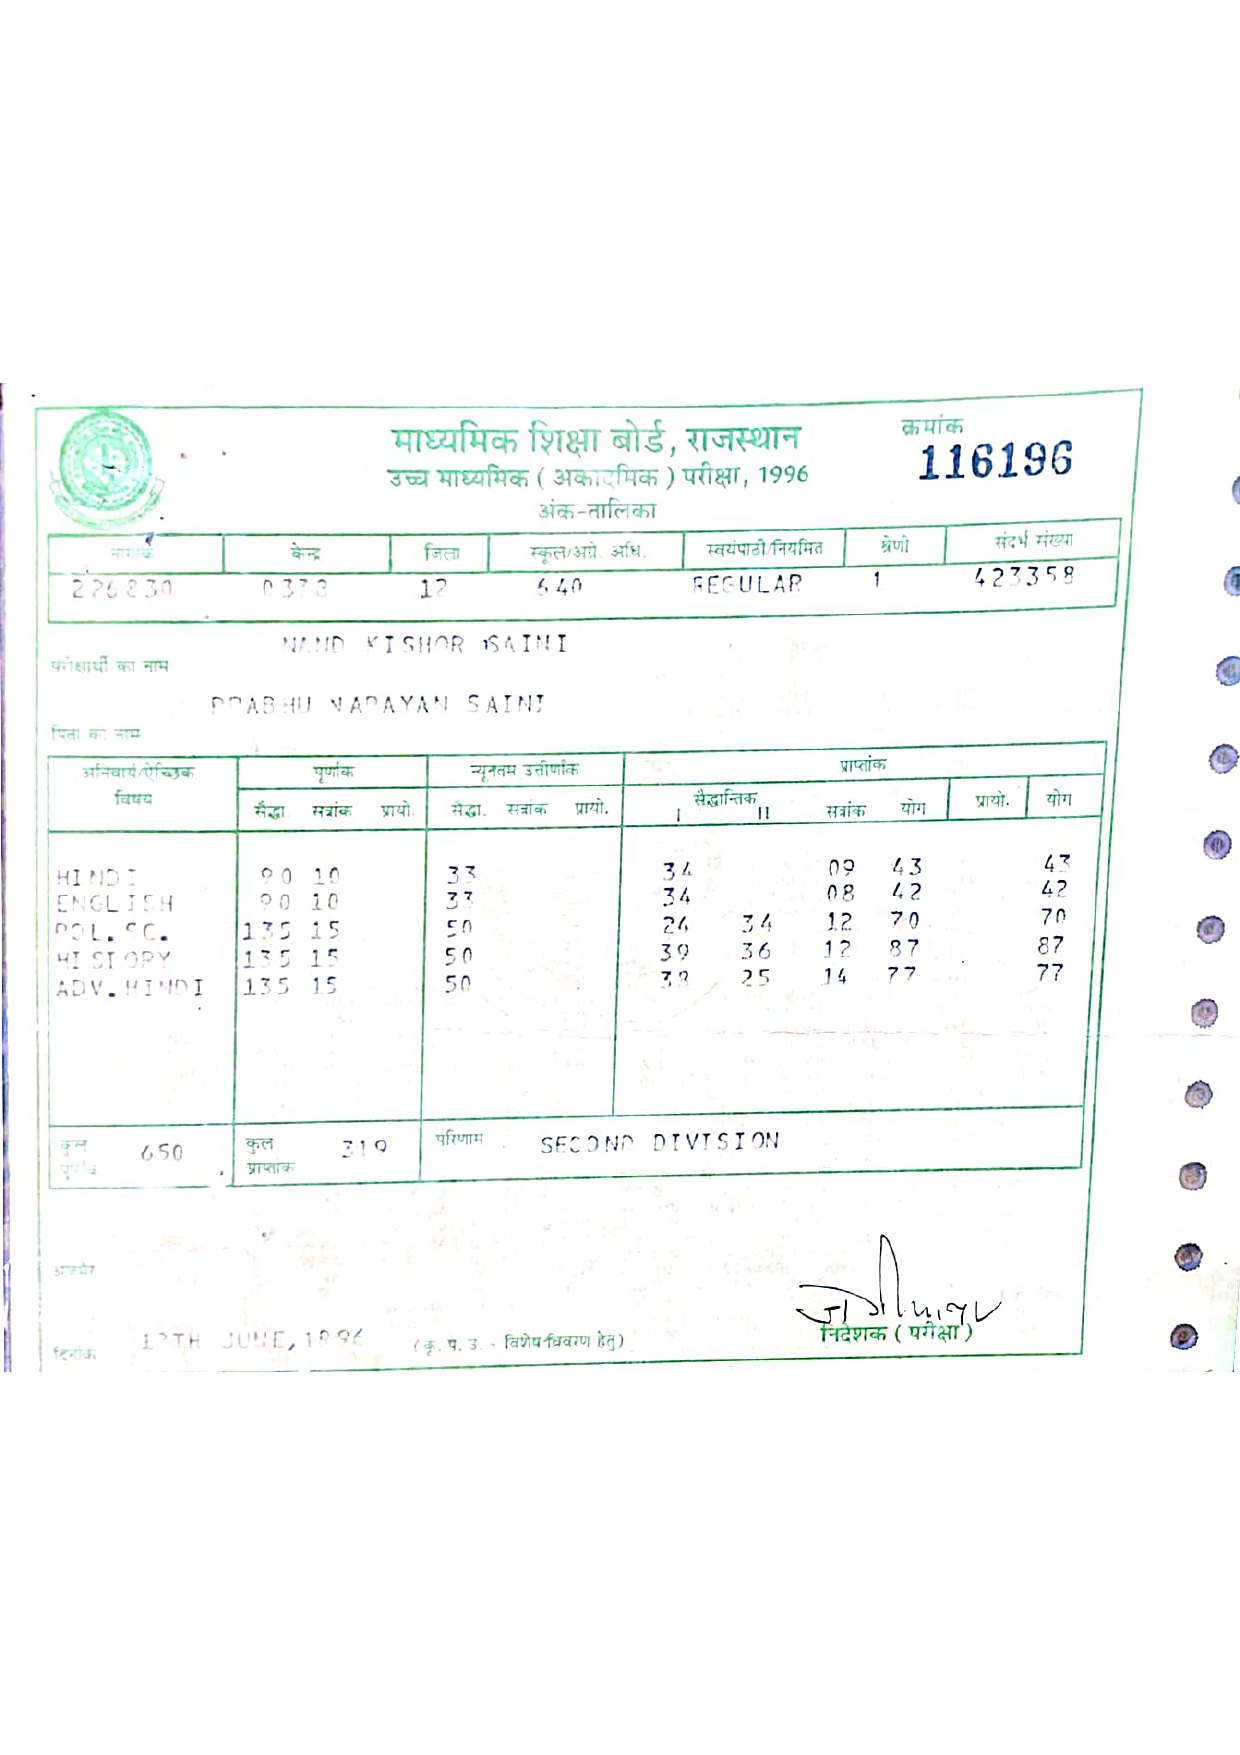 क्रमांक
माध्यमिक शिक्षा बोर्ड, राजस्थान
116196
उच्च माध्यमिक ( अकादमिक ) परीक्षा, 1996
अंक-तालिका
नामांक केन्द्र जिला स्कूल/अग्रे. अधि. स्वयंपाठी/नियमित श्रेणी संदर्भ संख्या
226830 0338 12 640 REGULAR 1 423358
NAND KISHOR SAINI
परीक्षार्थी का नाम
PRABHU NARAYAN SAINI
पिता का नाम
अनिवार्य/ऐच्छिक पूर्णांक न्यूनतम उत्तीर्णांक प्राप्तांक
विषय सैद्धा. सत्रांक प्रायो. सैद्धा. सत्रांक प्रायो. सैद्धान्तिक सत्रांक योग प्रायो. योग
I II
HINDI 90 10 33 34 09 43 43
ENGLISH 90 10 33 34 08 42 42
POL.SC. 135 15 50 24 34 12 70 70
HISTORY 135 15 50 39 36 12 87 87
ADV.HINDI 135 15 50 38 25 14 77 77
कुल 650 कुल 319 परिणाम SECOND DIVISION
पूर्णांक प्राप्तांक
अजमेर
दिनांक JUNE,1996 (कृ. प. उ. - विशेष विवरण हेतु) निदेशक ( परीक्षा )